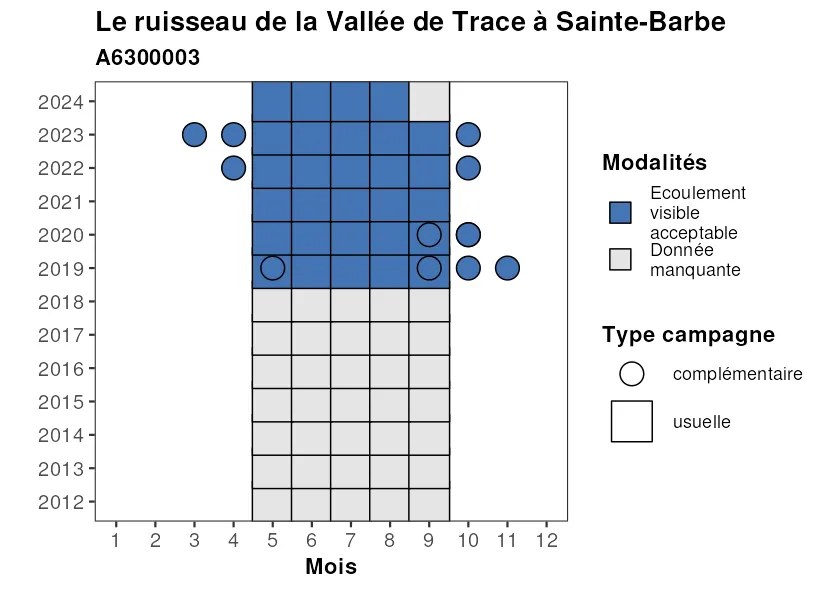 Le ruisseau de la Vallée de Trace à Sainte-Barbe
A6300003
2024
2023
2022
2021
2020
2019
2018
2017
2016
2015
2014
2013
2012
1 2 3 4 5 6 7 8 9 10 11 12
Mois
Modalités
Ecoulement
visible
acceptable
Donnée
manquante
Type campagne
complémentaire
usuelle